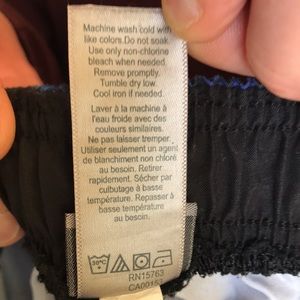 Machine wash cold with
like colors.Do not soak.
Use only non-chlorine
bleach when needed.
Remove promptly.
Tumble dry low.
Cool iron if needed.
Laver à la machine à
l'eau froide avec des
couleurs similaires.
Ne pas laisser tremper.
Utiliser seulement un agent
de blanchiment non chloré
au besoin. Retirer
rapidement. Sécher par
culbutage à basse
température. Repasser à
basse température
au besoin.
30°C
RN15763